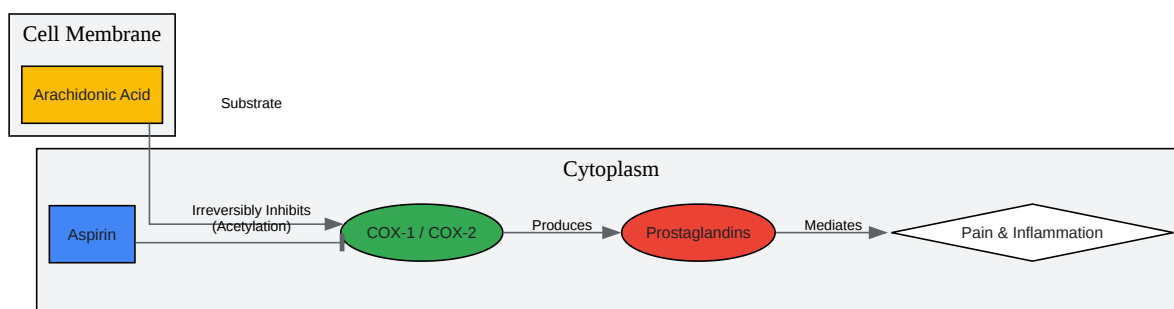 Cell Membrane
Arachidonic Acid
Substrate
Cytoplasm
Aspirin
Irreversibly Inhibits
(Acetylation)
COX-1 / COX-2
Produces
Prostaglandins
Mediates
Pain & Inflammation